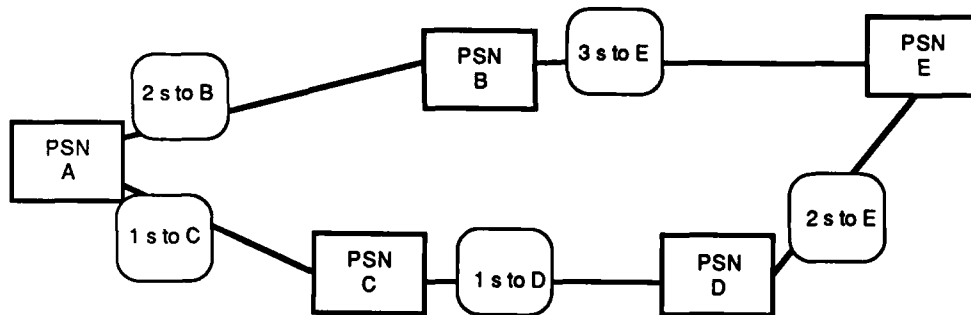 PSN
E
PSN
B
3 s to E
2 s to B
PSN
A
1 s to C
PSN
C
1 s to D
PSN
D
2 s to E